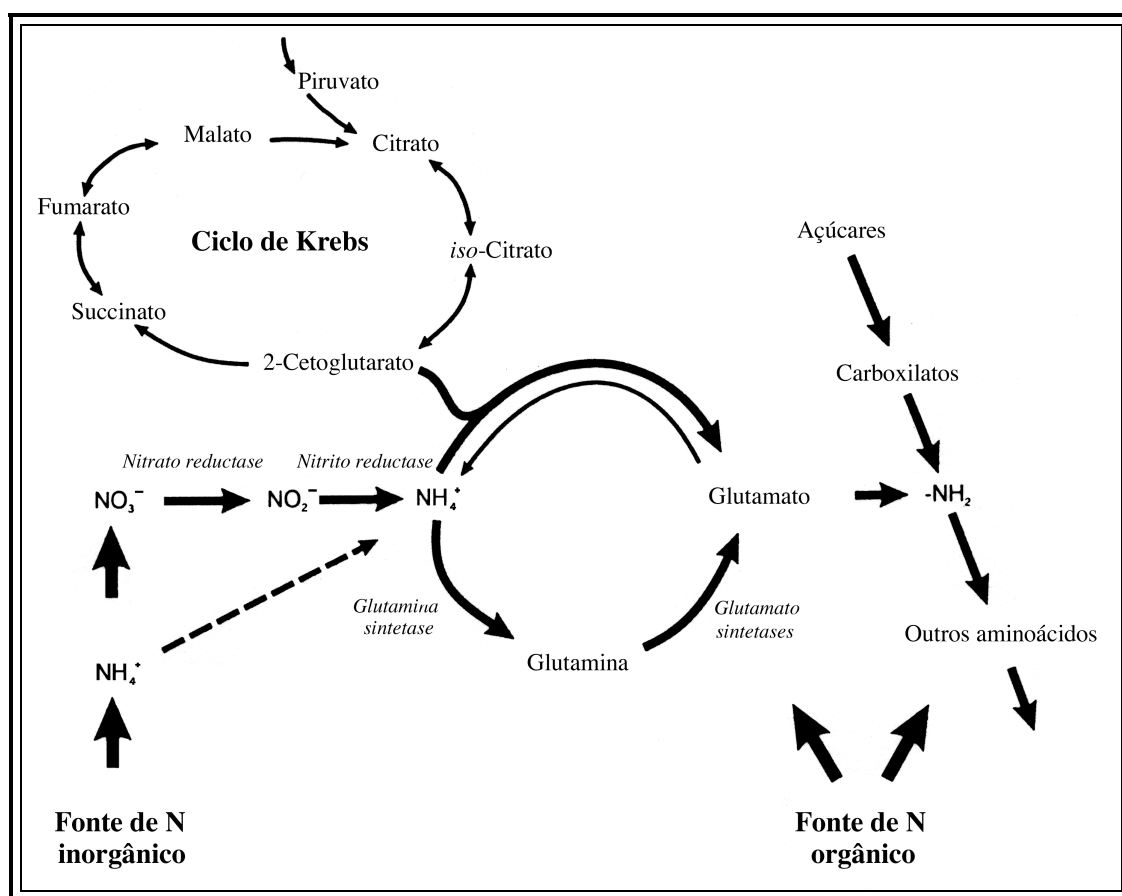 Piruvato
Malato
Citrato
Fumarato
Ciclo de Krebs
iso-Citrato
Açúcares
Succinato
2-Cetoglutarato
Carboxilatos
Nitrato reductase
Nitrito reductase
NO₃⁻
NO₂⁻
NH₄⁺
Glutamato
-NH₂
Glutamina
sintetase
Glutamato
sintetases
Outros aminoácidos
Glutamina
NH₄⁺
Fonte de N
inorgânico
Fonte de N
orgânico